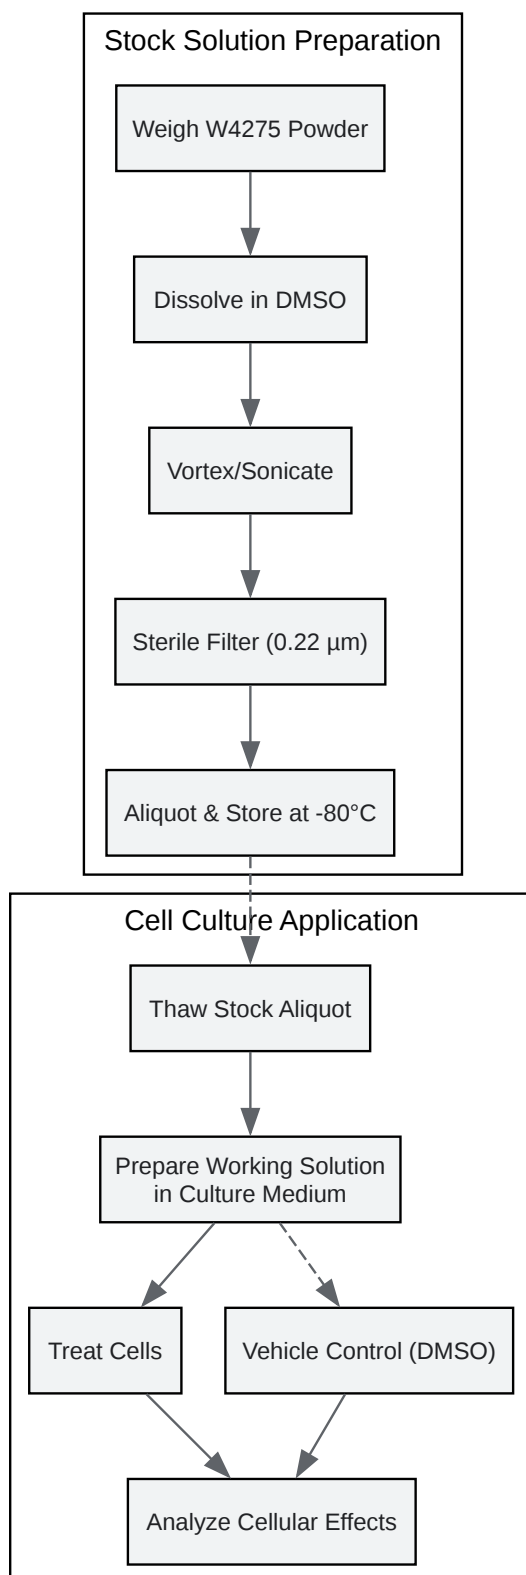 Stock Solution Preparation
Weigh W4275 Powder
Dissolve in DMSO
Vortex/Sonicate
Sterile Filter (0.22 µm)
Aliquot & Store at -80°C
Cell Culture Application
Thaw Stock Aliquot
Prepare Working Solution
in Culture Medium
Treat Cells
Vehicle Control (DMSO)
Analyze Cellular Effects